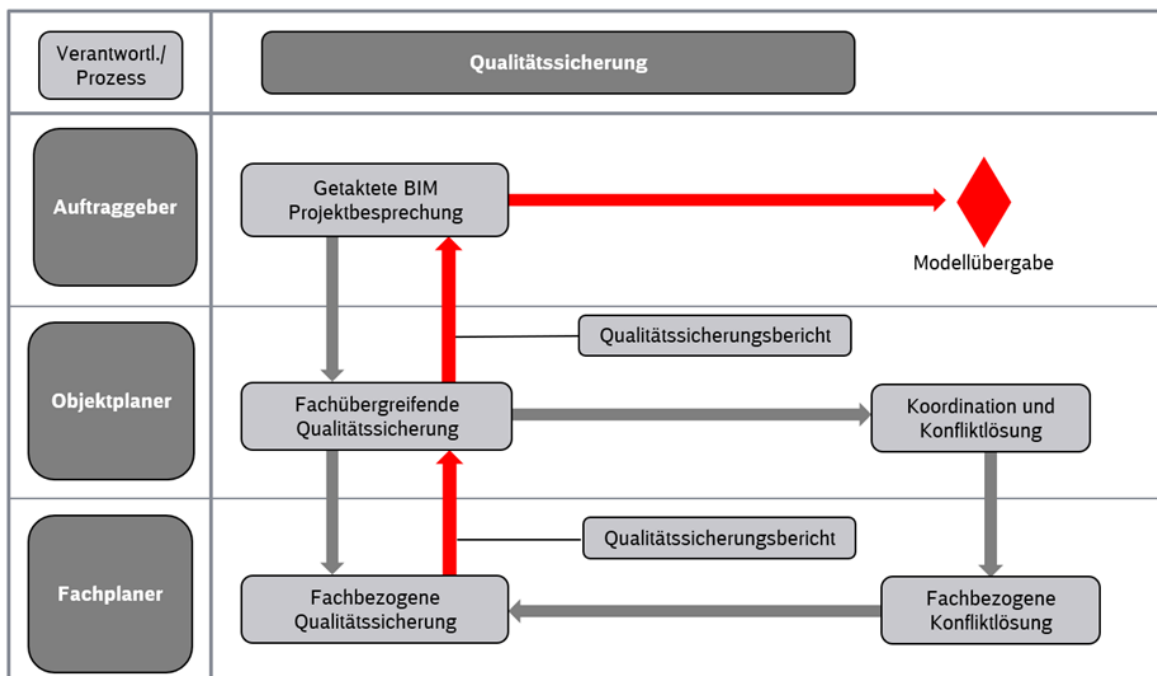 Verantwortl./
Prozess
Qualitätssicherung
Auftraggeber
Getaktete BIM
Projektbesprechung
Modellübergabe
Qualitätssicherungsbericht
Objektplaner
Fachübergreifende
Qualitätssicherung
Koordination und
Konfliktlösung
Qualitätssicherungsbericht
Fachplaner
Fachbezogene
Qualitätssicherung
Fachbezogene
Konfliktlösung